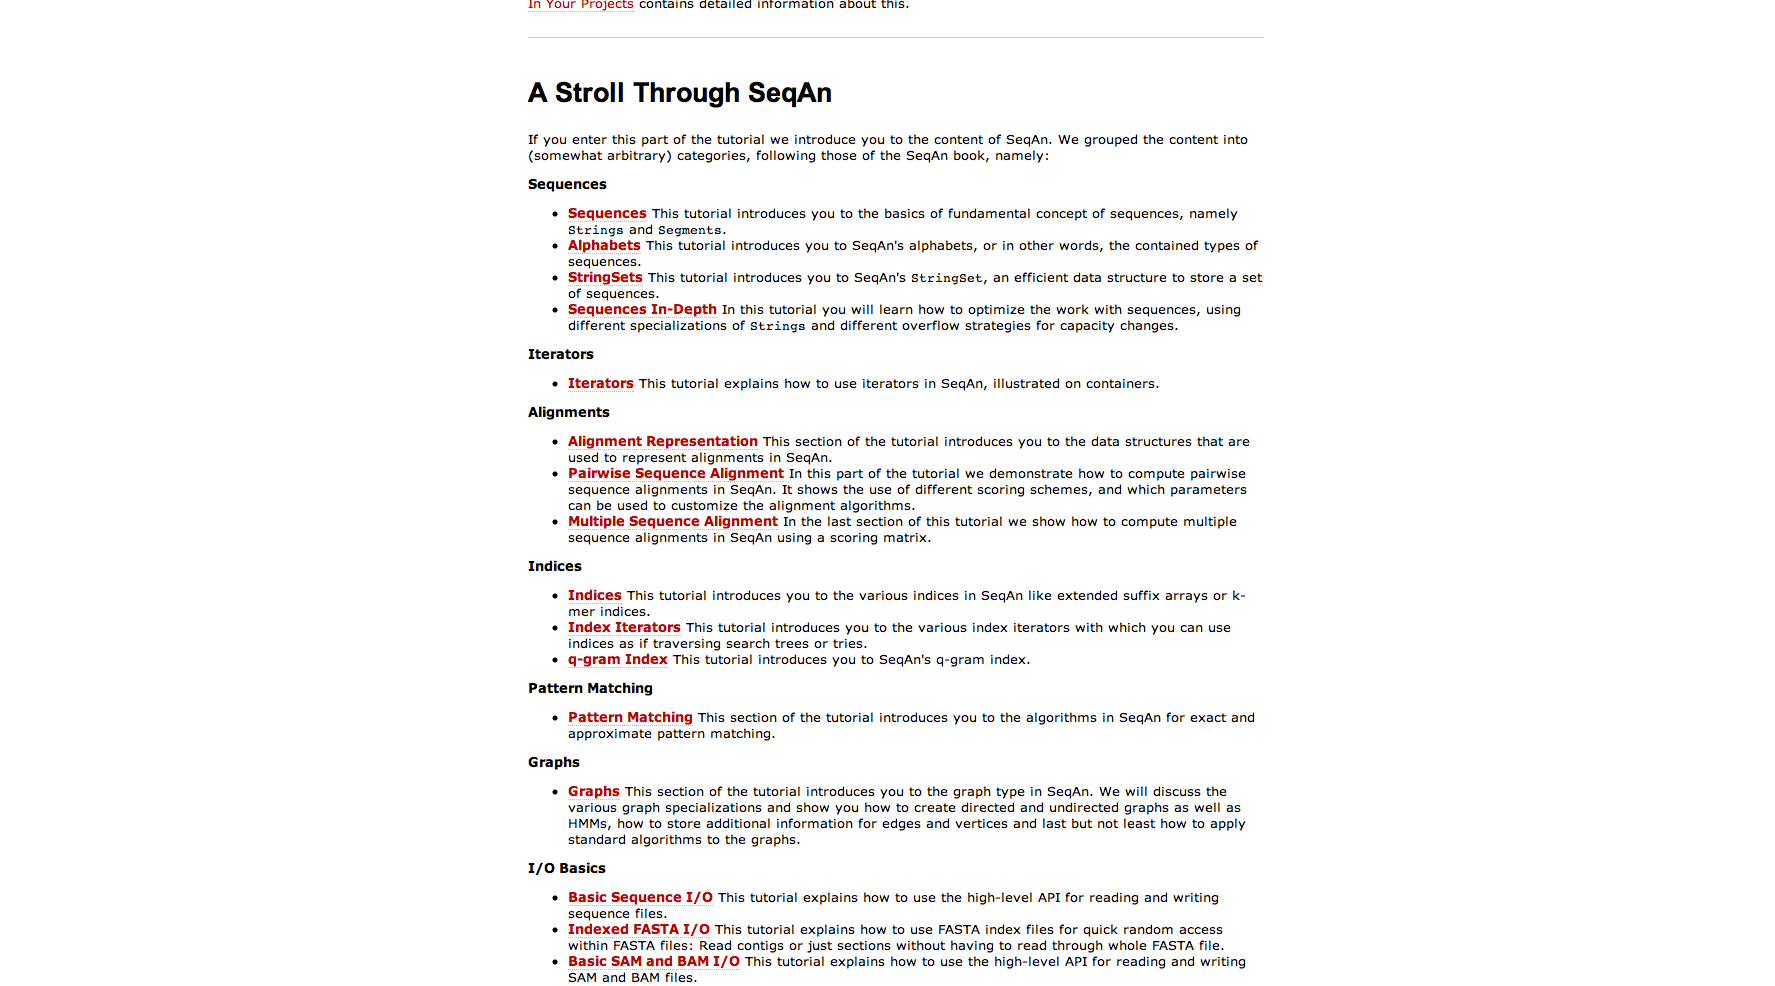 In Your Projects contains detailed information about this.
A Stroll Through SeqAn
If you enter this part of the tutorial we introduce you to the content of SeqAn. We grouped the content into
(somewhat arbitrary) categories, following those of the SeqAn book, namely:
Sequences
• Sequences This tutorial introduces you to the basics of fundamental concept of sequences, namely
Strings and Segments.
• Alphabets This tutorial introduces you to SeqAn's alphabets, or in other words, the contained types of
sequences.
• StringSets This tutorial introduces you to SeqAn's StringSet, an efficient data structure to store a set
of sequences.
• Sequences In-Depth In this tutorial you will learn how to optimize the work with sequences, using
different specializations of Strings and different overflow strategies for capacity changes.
Iterators
• Iterators This tutorial explains how to use iterators in SeqAn, illustrated on containers.
Alignments
• Alignment Representation This section of the tutorial introduces you to the data structures that are
used to represent alignments in SeqAn.
• Pairwise Sequence Alignment In this part of the tutorial we demonstrate how to compute pairwise
sequence alignments in SeqAn. It shows the use of different scoring schemes, and which parameters
can be used to customize the alignment algorithms.
• Multiple Sequence Alignment In the last section of this tutorial we show how to compute multiple
sequence alignments in SeqAn using a scoring matrix.
Indices
• Indices This tutorial introduces you to the various indices in SeqAn like extended suffix arrays or k-
mer indices.
• Index Iterators This tutorial introduces you to the various index iterators with which you can use
indices as if traversing search trees or tries.
• q-gram Index This tutorial introduces you to SeqAn's q-gram index.
Pattern Matching
• Pattern Matching This section of the tutorial introduces you to the algorithms in SeqAn for exact and
approximate pattern matching.
Graphs
• Graphs This section of the tutorial introduces you to the graph type in SeqAn. We will discuss the
various graph specializations and show you how to create directed and undirected graphs as well as
HMMs, how to store additional information for edges and vertices and last but not least how to apply
standard algorithms to the graphs.
I/O Basics
• Basic Sequence I/O This tutorial explains how to use the high-level API for reading and writing
sequence files.
• Indexed FASTA I/O This tutorial explains how to use FASTA index files for quick random access
within FASTA files: Read contigs or just sections without having to read through whole FASTA file.
• Basic SAM and BAM I/O This tutorial explains how to use the high-level API for reading and writing
SAM and BAM files.